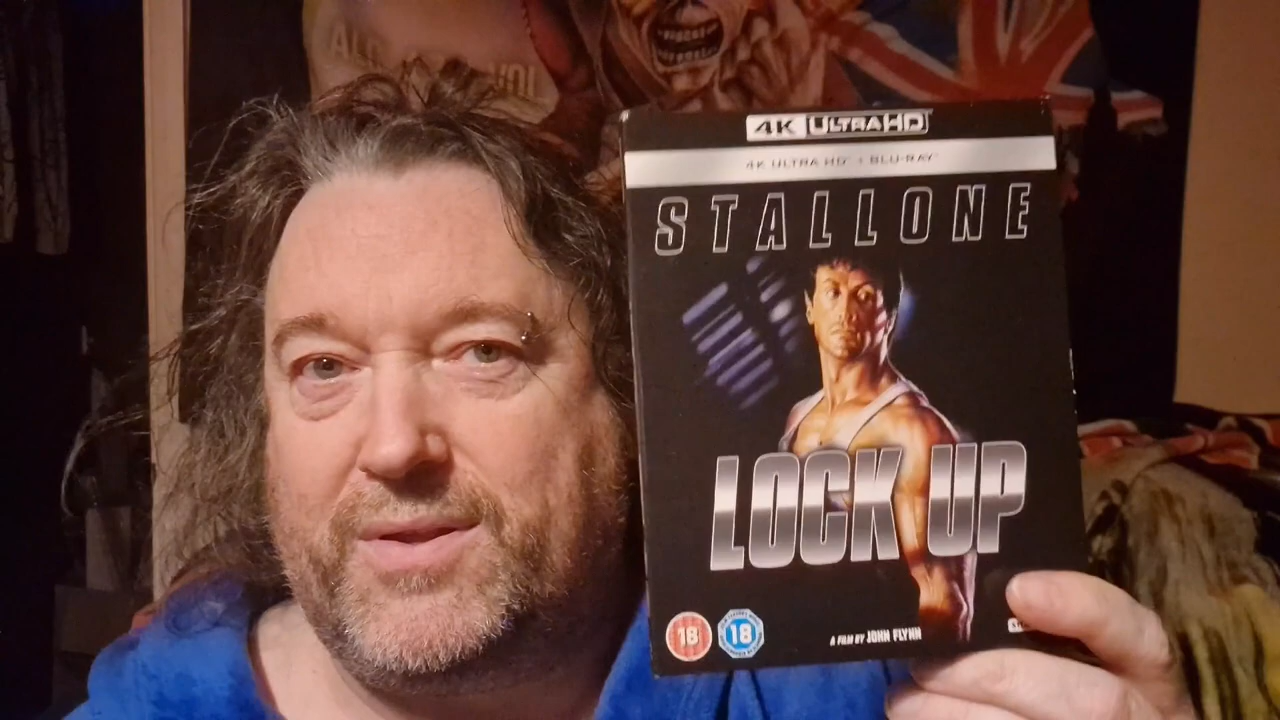 4K ULTRAHD
4K ULTRA HD + BLU-RAY
STALLONE
LOCK UP
18
18
A FILM BY JOHN FLYNN